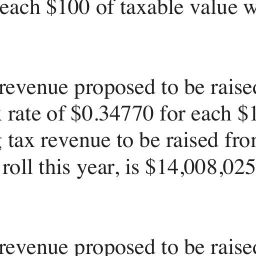 each $100 of taxable value w
revenue proposed to be raised
rate of $0.34770 for each $1
tax revenue to be raised from
roll this year, is $14,008,025
revenue proposed to be raised